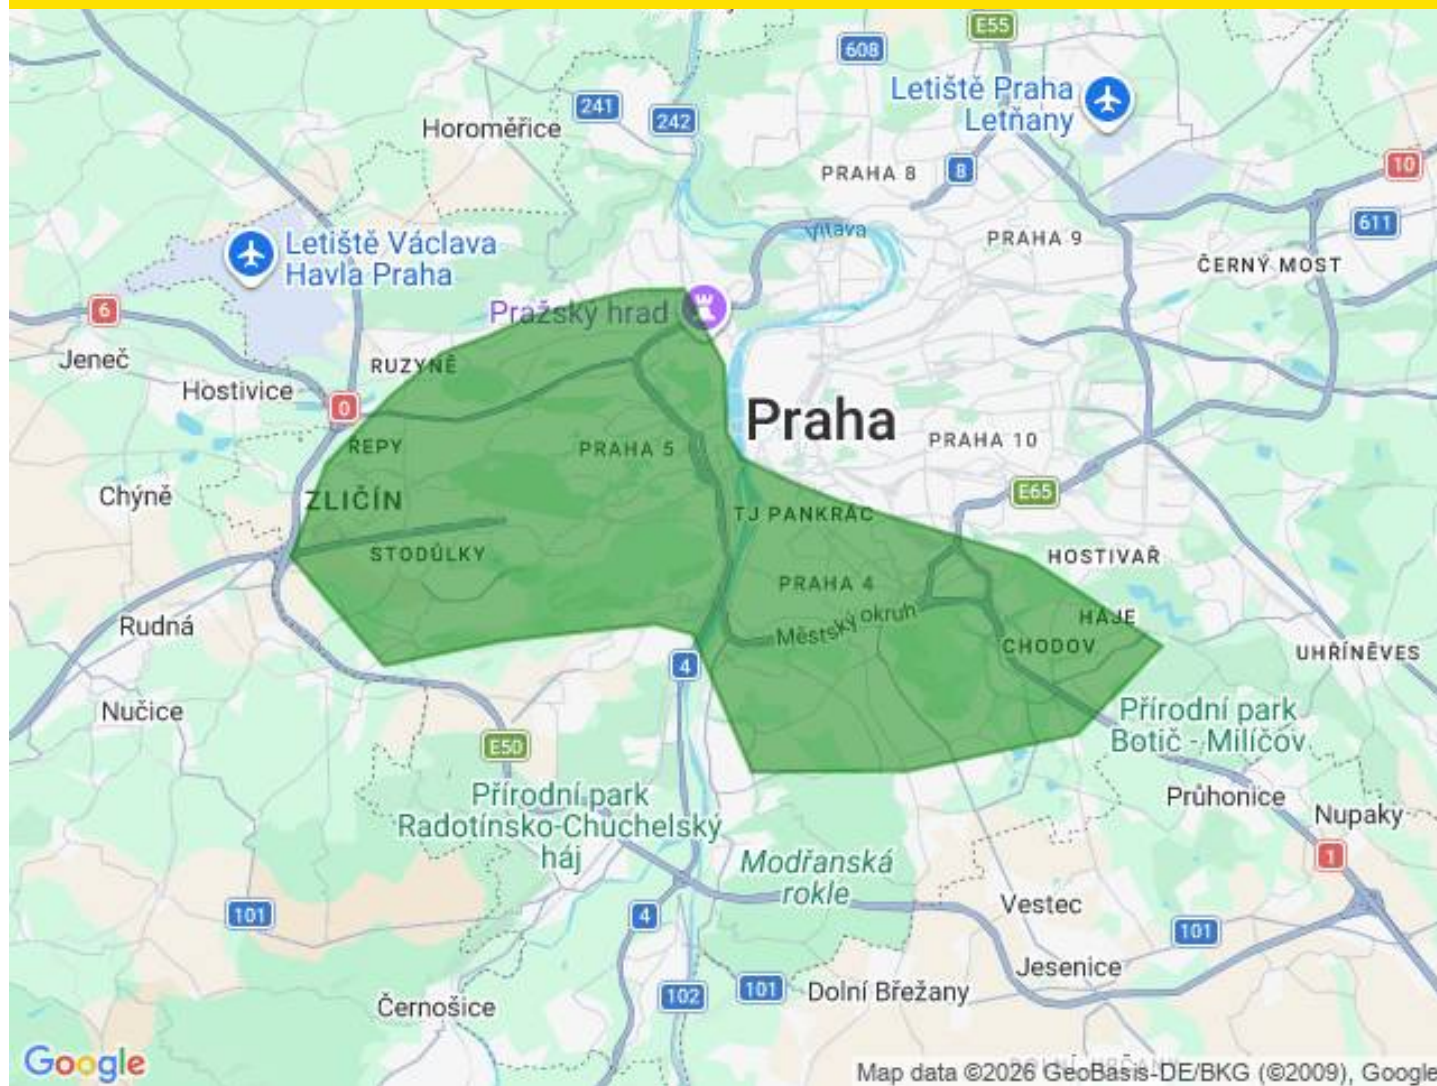 E55
608
Letiště Praha
Letňany
241
242
Horoměřice
PRAHA 8
8
10
611
Vltava
PRAHA 9
ČERNÝ MOST
Letiště Václava
Havla Praha
6
Pražský hrad
Jeneč
RUZYNĚ
Hostivice
0
Praha
ŘEPY
PRAHA 5
PRAHA 10
Chýně
ZLIČÍN
E65
TJ PANKRÁC
STODŮLKY
HOSTIVAŘ
PRAHA 4
Rudná
Městský okruh
HÁJE
CHODOV
UHŘÍNĚVES
4
Nučice
Přírodní park
Botič - Milíčov
E50
Přírodní park
Radotínsko-Chuchelský
háj
Průhonice
Nupaky
Modřanská
rokle
1
101
4
Vestec
101
Jesenice
Černošice
102
101
Dolní Břežany
Google
Map data ©2026 GeoBasis-DE/BKG (©2009), Google